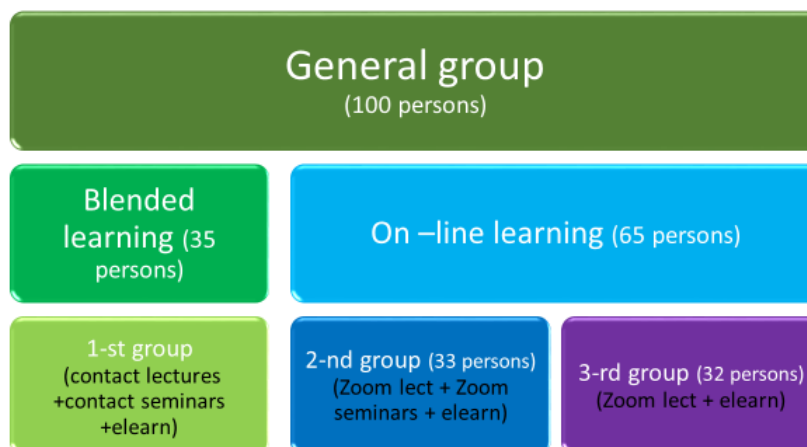 General group
(100 persons)
Blended
learning (35
persons)
On –line learning (65 persons)
1-st group
(contact lectures
+contact seminars
+elearn)
2-nd group (33 persons)
(Zoom lect + Zoom
seminars + elearn)
3-rd group (32 persons)
(Zoom lect + elearn)